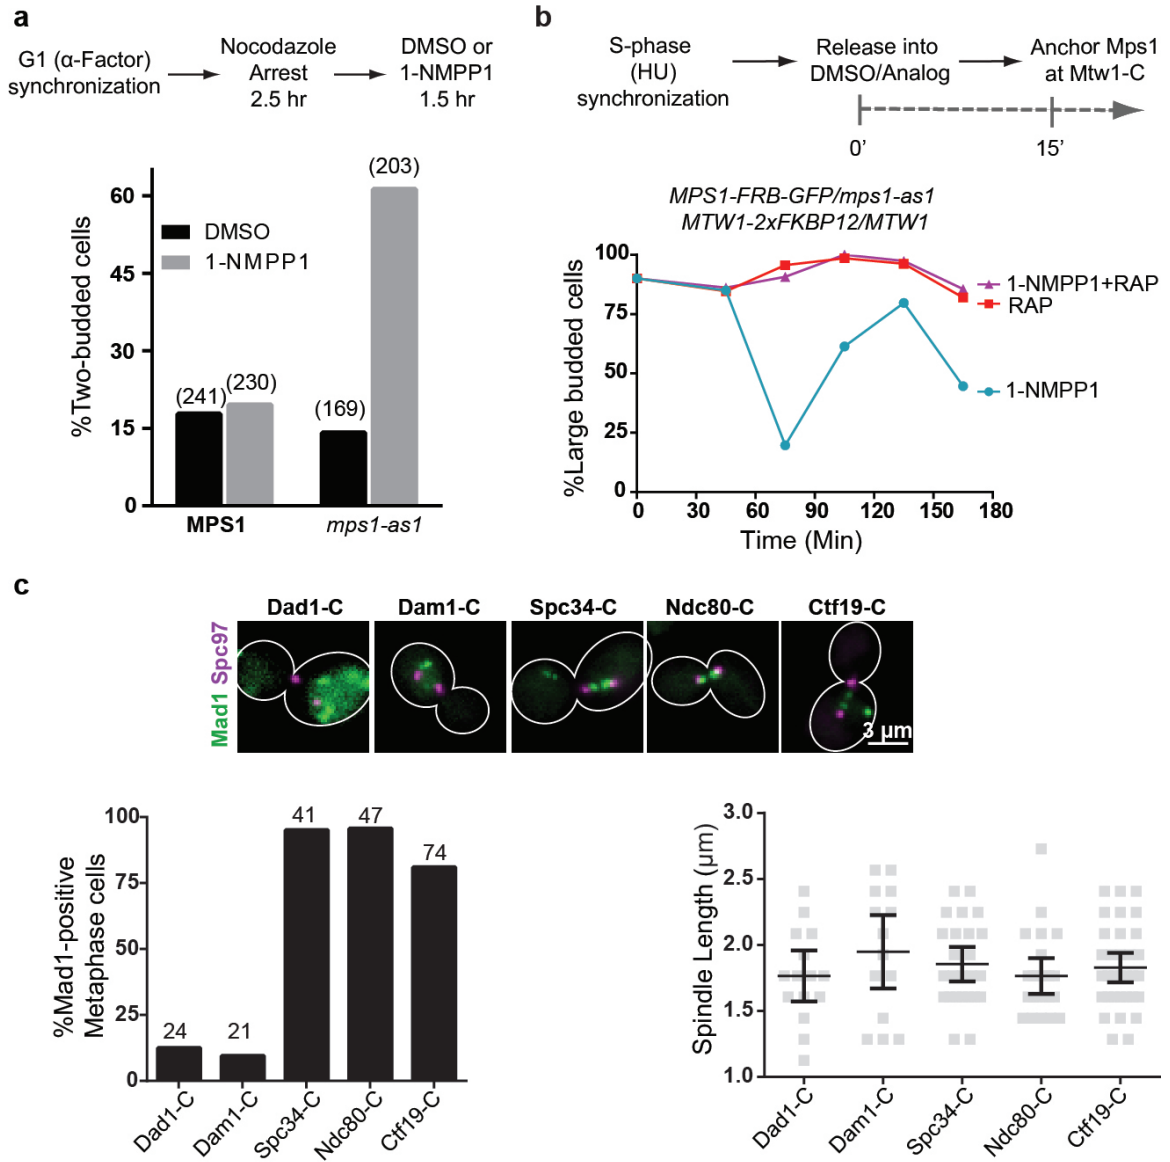 a
G1 (α-Factor)
synchronization
Nocodazole
Arrest
2.5 hr
DMSO or
1-NMPP1
1.5 hr
%Two-budded cells
60
45
30
15
0
DMSO
1-NMPP1
(241)
(230)
(169)
(203)
MPS1
mps1-as1
b
S-phase
(HU)
synchronization
Release into
DMSO/Analog
Anchor Mps1
at Mtw1-C
0’
15’
MPS1-FRB-GFP/mps1-as1
MTW1-2xFKBP12/MTW1
%Large budded cells
100
75
50
25
0
0
30
60
90
120
150
180
Time (Min)
1-NMPP1+RAP
RAP
1-NMPP1
c
Mad1 Spc97
Dad1-C
Dam1-C
Spc34-C
Ndc80-C
Ctf19-C
3 µm
%Mad1-positive
Metaphase cells
100
75
50
25
0
24
21
41
47
74
Dad1-C
Dam1-C
Spc34-C
Ndc80-C
Ctf19-C
Spindle Length (µm)
3.0
2.5
2.0
1.5
1.0
Dad1-C
Dam1-C
Spc34-C
Ndc80-C
Ctf19-C